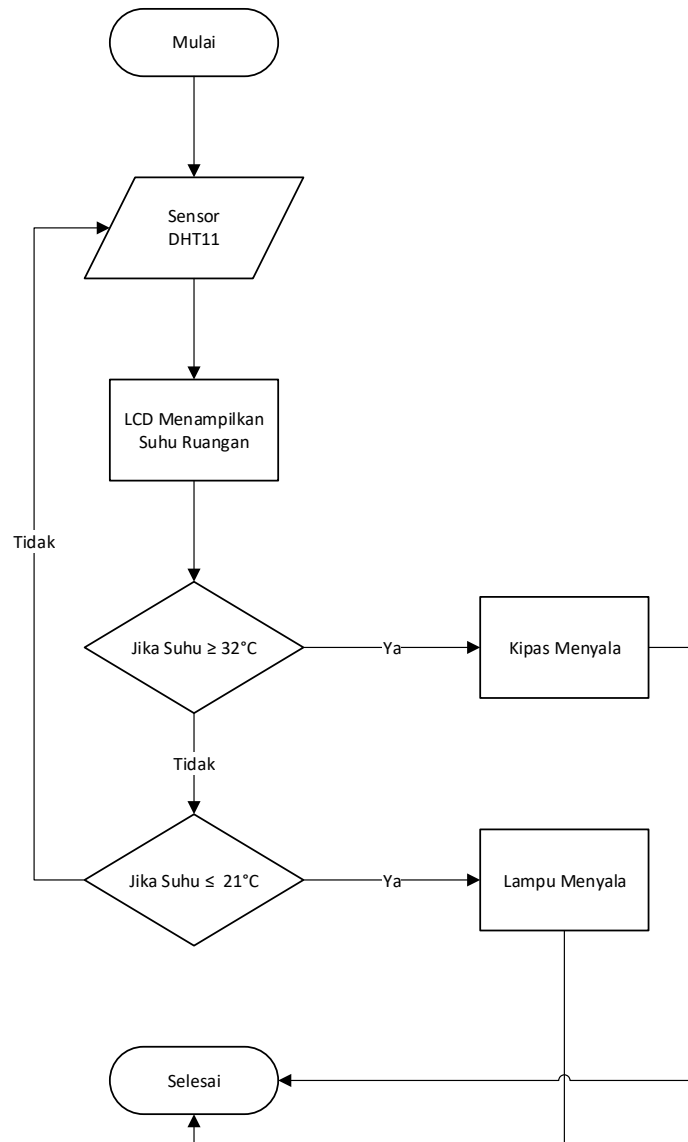 Mulai
Sensor
DHT11
LCD Menampilkan
Suhu Ruangan
Tidak
Jika Suhu ≥ 32°C
Ya
Kipas Menyala
Tidak
Jika Suhu ≤ 21°C
Ya
Lampu Menyala
Selesai